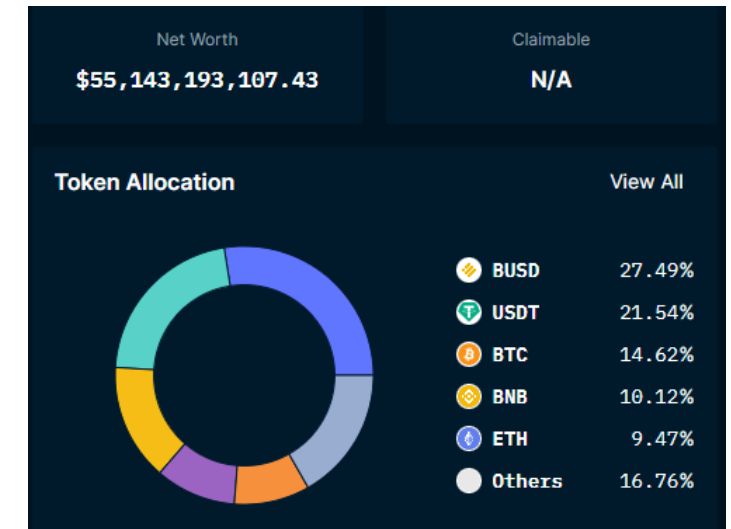 Net Worth
Claimable
$55,143,193,107.43
N/A
Token Allocation
View All
BUSD 27.49%
USDT 21.54%
BTC 14.62%
BNB 10.12%
ETH 9.47%
Others 16.76%